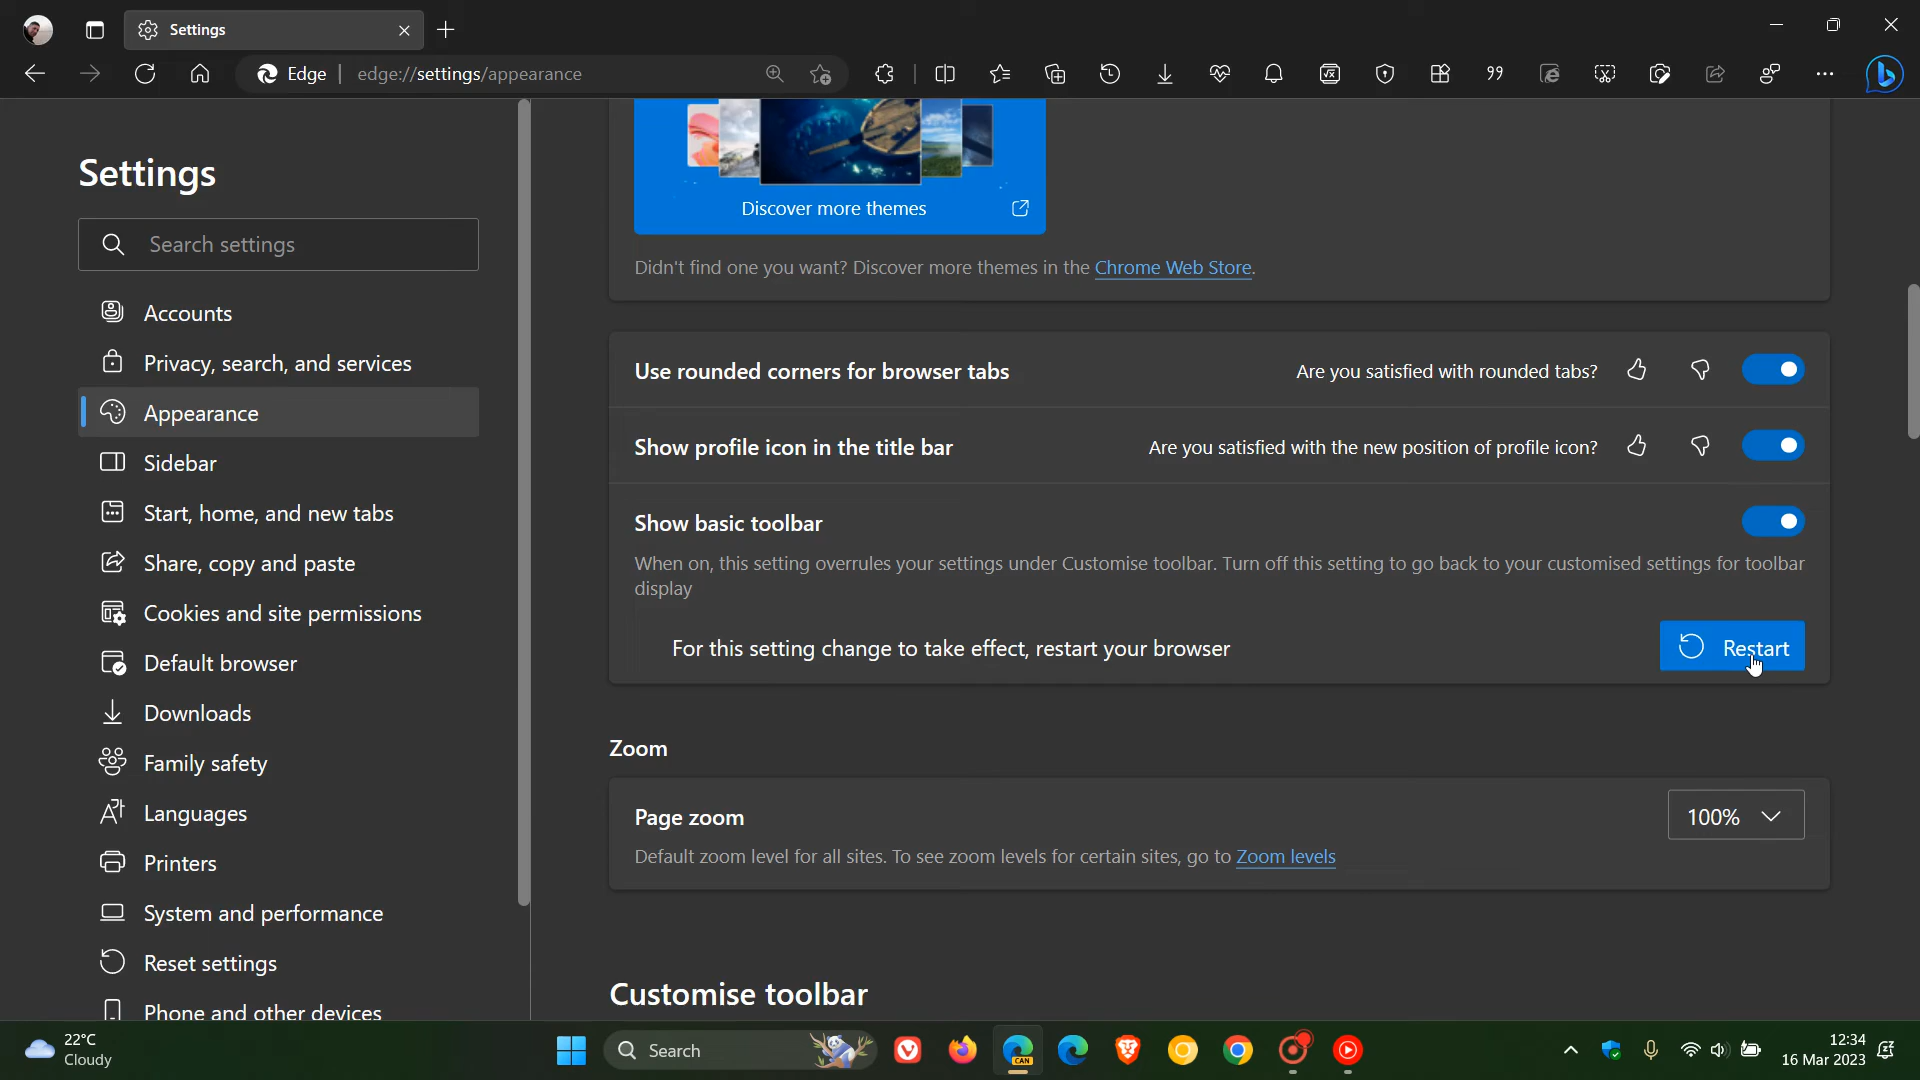 Settings
Edge
edge://settings/appearance
Settings
Search settings
Accounts
Privacy, search, and services
Appearance
Sidebar
Start, home, and new tabs
Share, copy and paste
Cookies and site permissions
Default browser
Downloads
Family safety
Languages
Printers
System and performance
Reset settings
Phone and other devices
Discover more themes
Didn't find one you want? Discover more themes in the Chrome Web Store.
Use rounded corners for browser tabs
Are you satisfied with rounded tabs?
Show profile icon in the title bar
Are you satisfied with the new position of profile icon?
Show basic toolbar
When on, this setting overrules your settings under Customise toolbar. Turn off this setting to go back to your customised settings for toolbar
display
For this setting change to take effect, restart your browser
Restart
Zoom
Page zoom
100%
Default zoom level for all sites. To see zoom levels for certain sites, go to Zoom levels
Customise toolbar
22°C
Cloudy
Search
CAN
12:34
16 Mar 2023